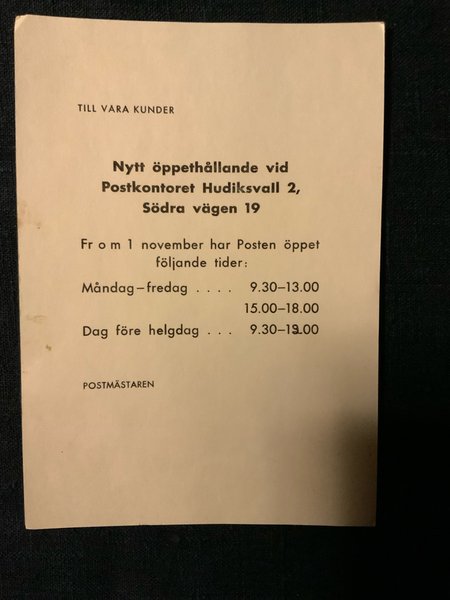 TILL VÅRA KUNDER
Nytt öppethållande vid
Postkontoret Hudiksvall 2,
Södra vägen 19
Fr o m 1 november har Posten öppet
följande tider:
Måndag–fredag . . . . 9.30–13.00
15.00–18.00
Dag före helgdag . . . 9.30–13.00
POSTMÄSTAREN